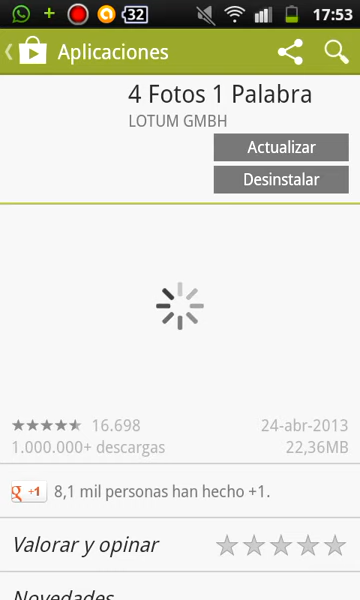 32
17:53
Aplicaciones
4 Fotos 1 Palabra
LOTUM GMBH
Actualizar
Desinstalar
16.698
24-abr-2013
1.000.000+ descargas
22,36MB
g +1
8,1 mil personas han hecho +1.
Valorar y opinar
Novedades